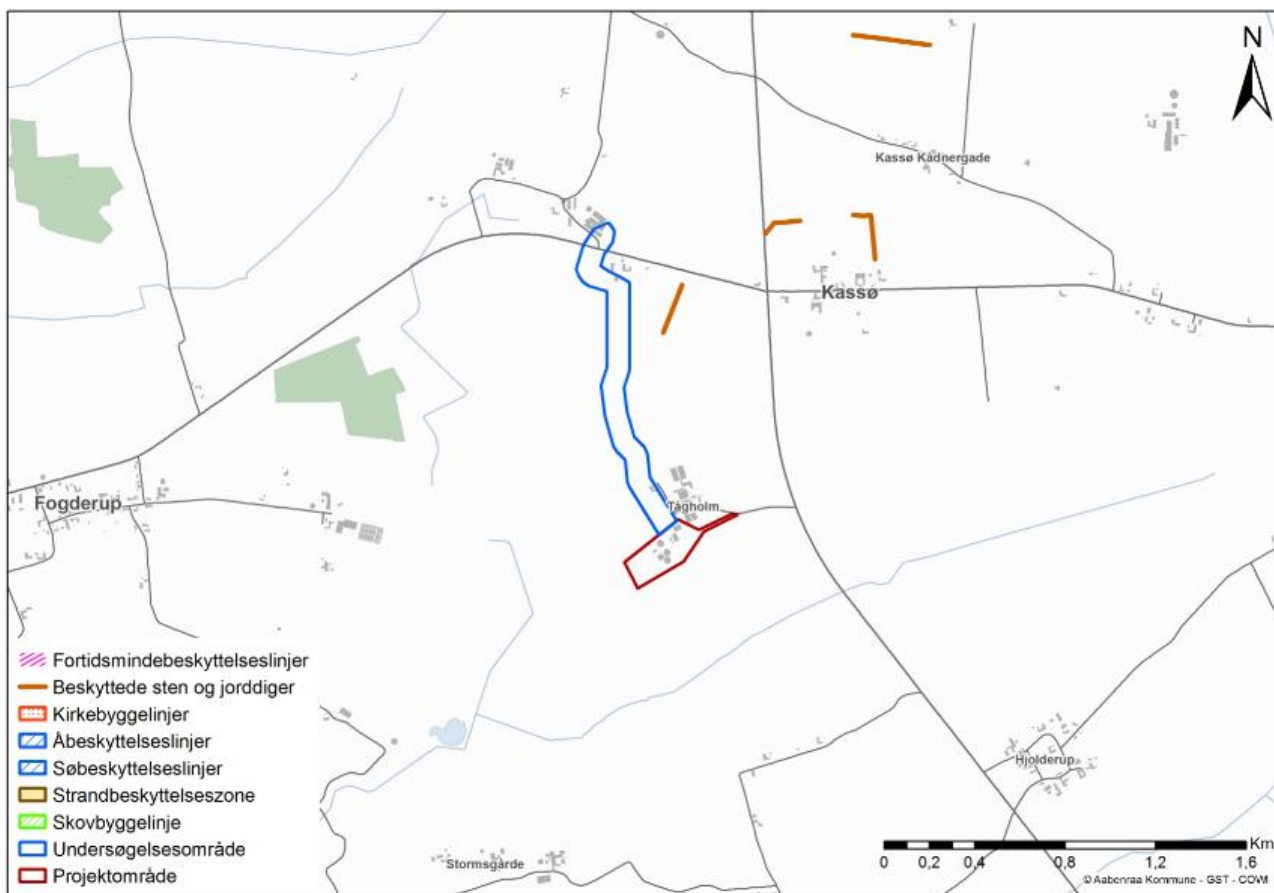 N
Kassø Kådnergade
Kassø
Fogderup
Tågholm
Hjolderup
Stormsgårde
Fortidsmindebeskyttelseslinjer
Beskyttede sten og jorddiger
Kirkebyggelinjer
Åbeskyttelseslinjer
Søbeskyttelseslinjer
Strandbeskyttelseszone
Skovbyggelinje
Undersøgelsesområde
Projektområde
Km
0 0,2 0,4 0,8 1,2 1,6
© Aabenraa Kommune - GST - COWI